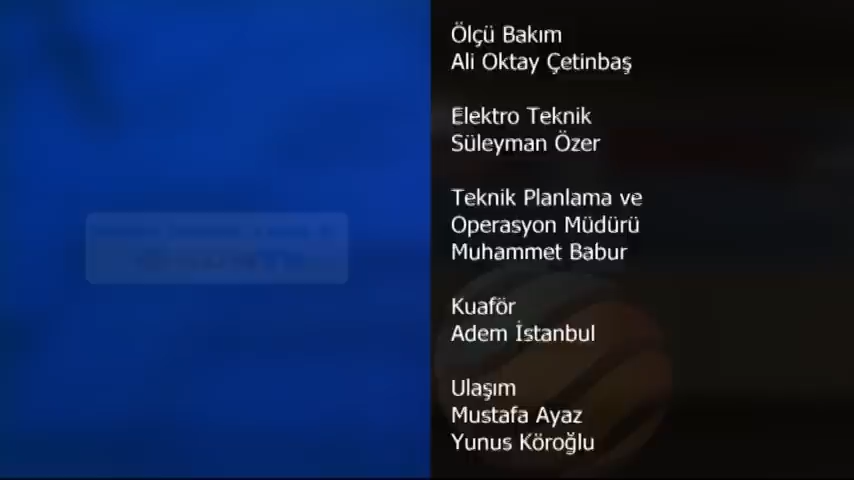 Ölçü Bakım
Ali Oktay Çetinbaş
Elektro Teknik
Süleyman Özer
Teknik Planlama ve
Operasyon Müdürü
Muhammet Babur
Kuaför
Adem İstanbul
Ulaşım
Mustafa Ayaz
Yunus Köroğlu